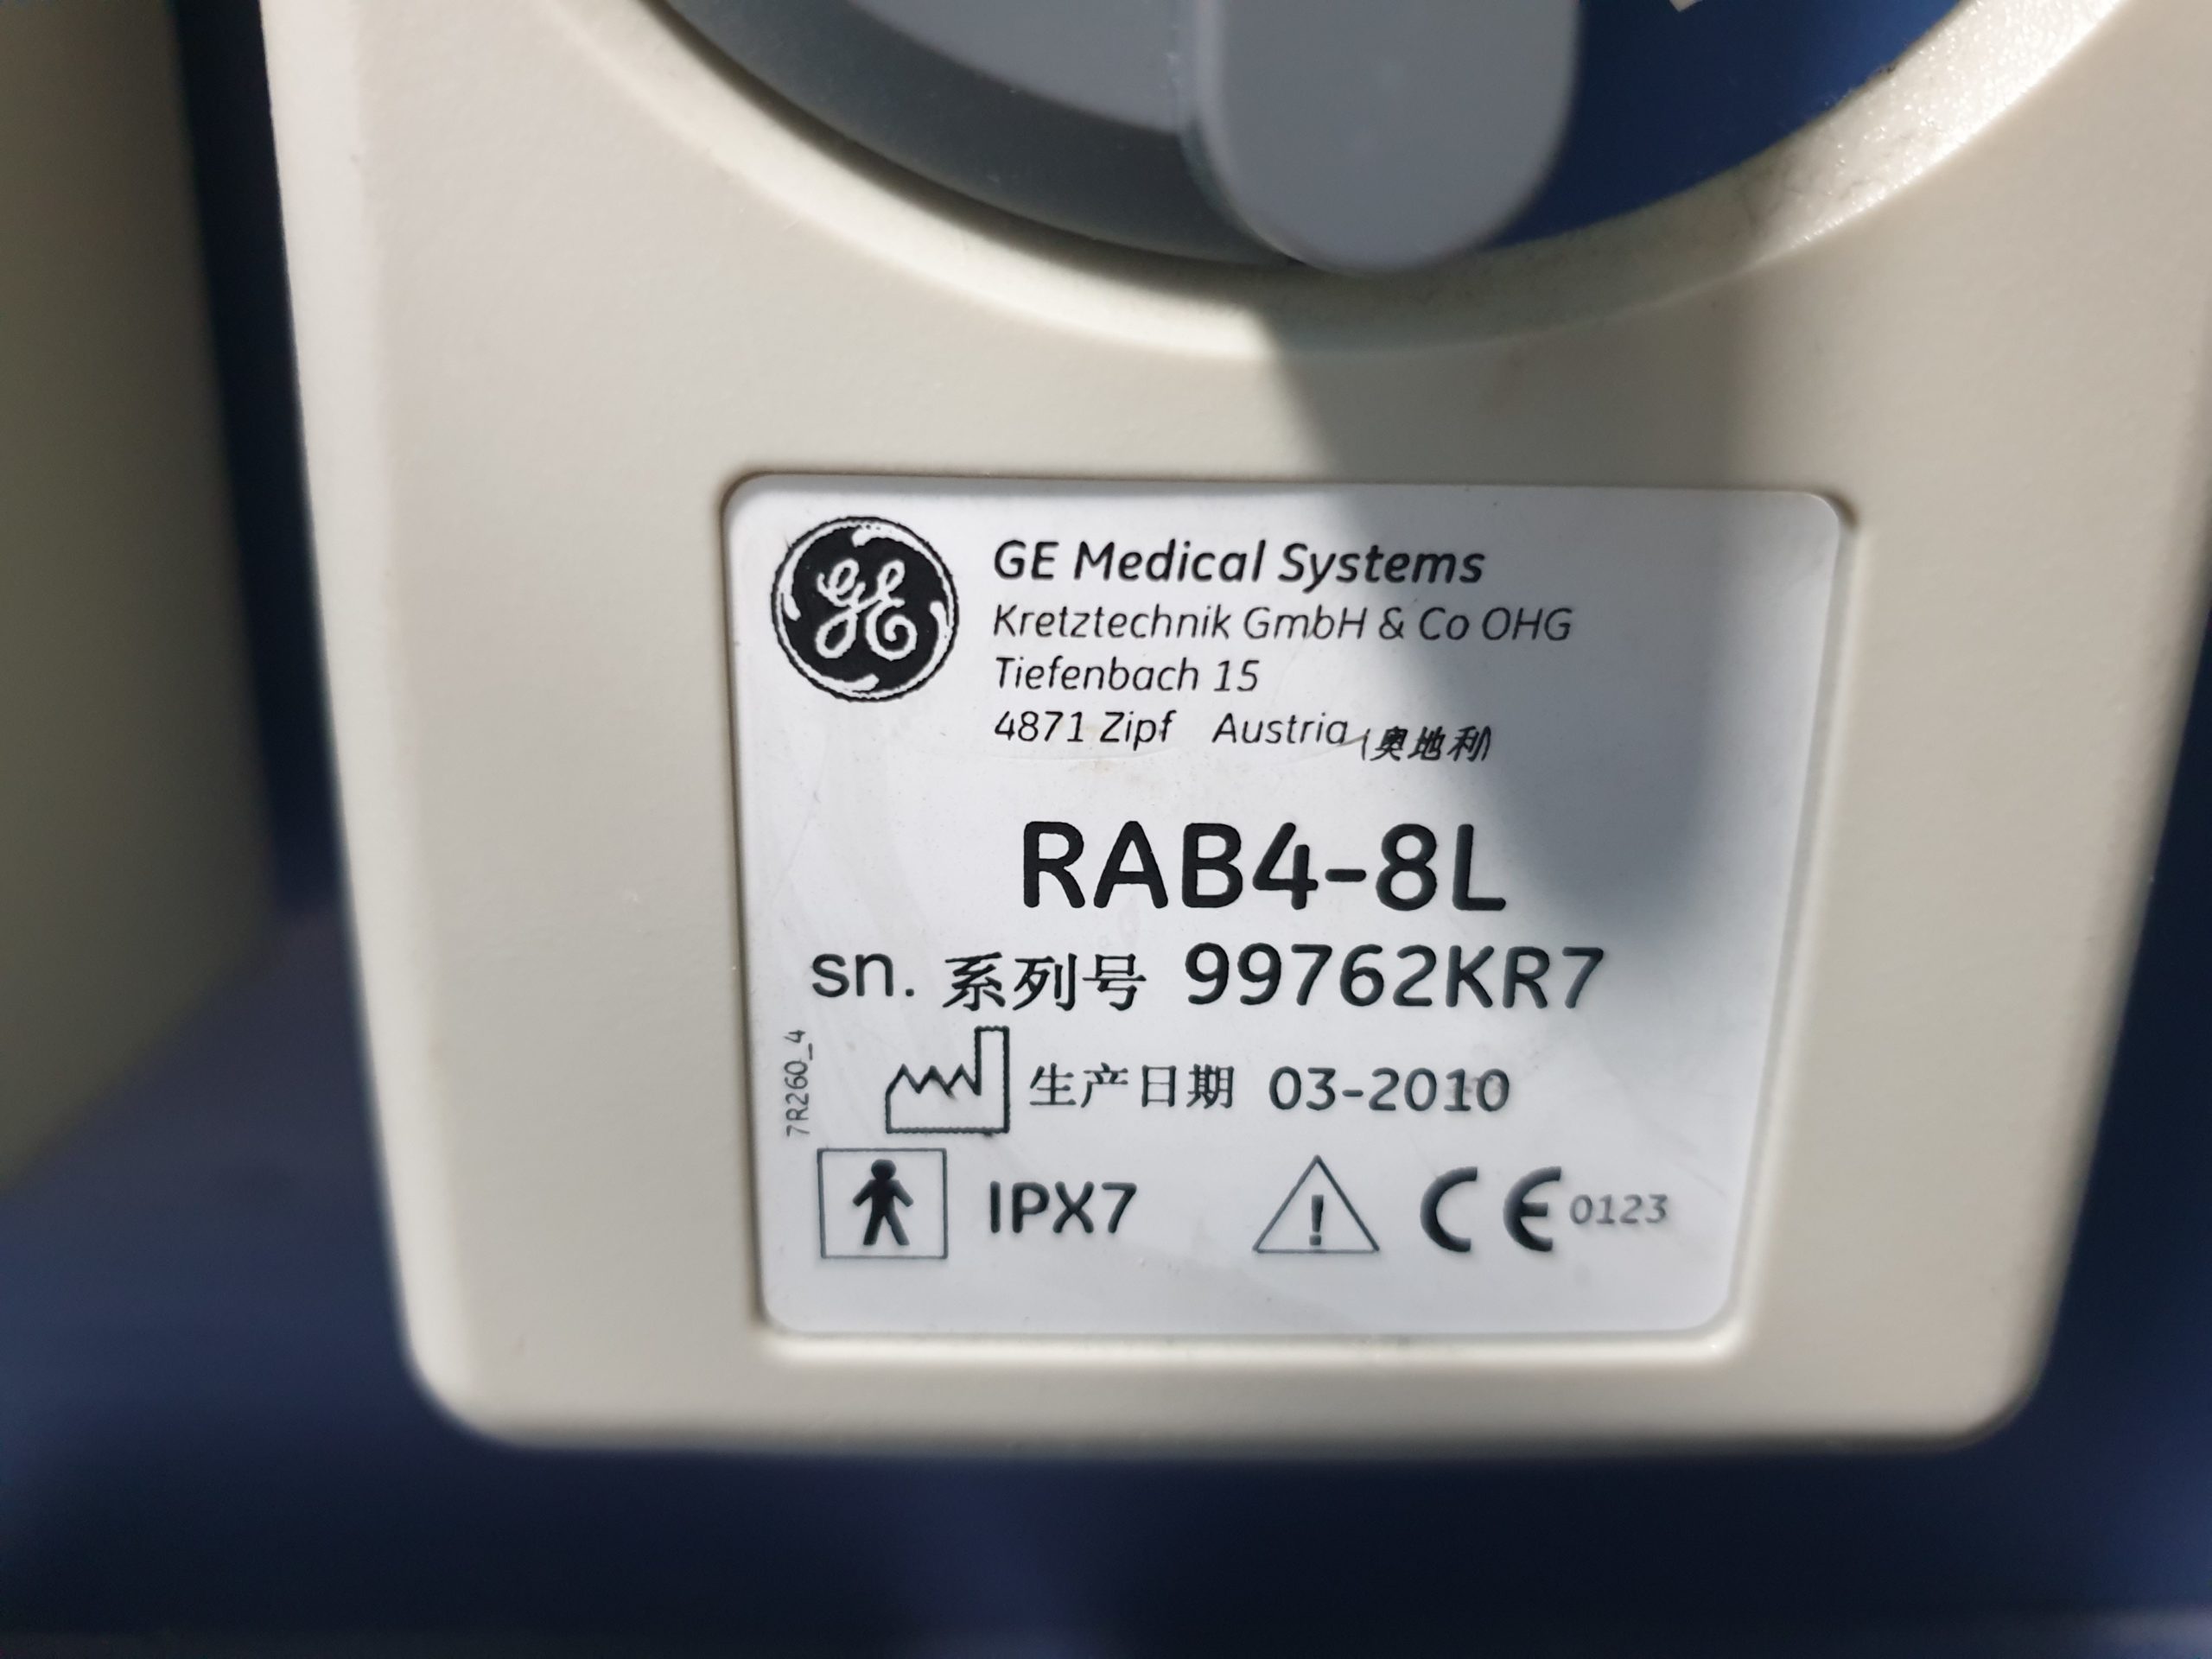 GE
GE Medical Systems
Kretztechnik GmbH & Co OHG
Tiefenbach 15
4871 Zipf Austria (奥地利)
RAB4-8L
sn. 系列号 99762KR7
生产日期 03-2010
7R260_4
IPX7 ! CE 0123